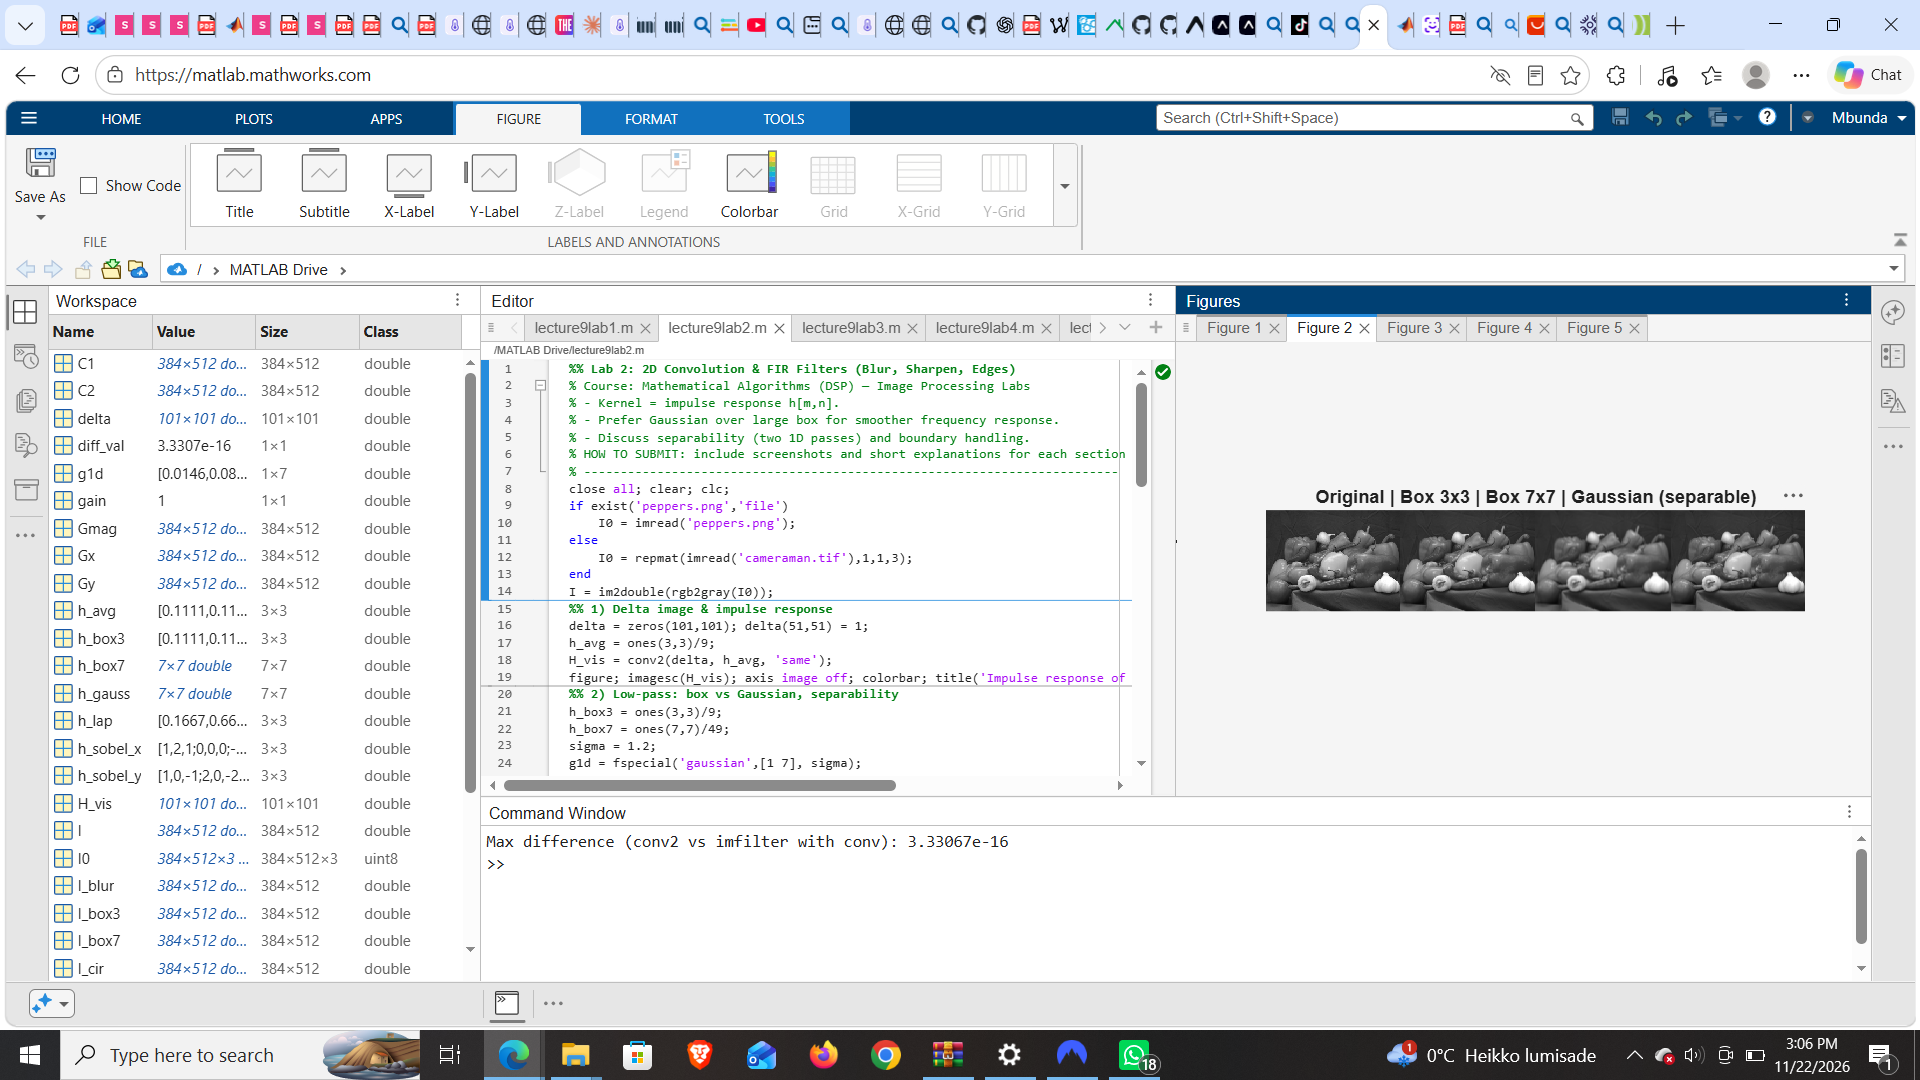 https://matlab.mathworks.com
Chat
HOME
PLOTS
APPS
FIGURE
FORMAT
TOOLS
Search (Ctrl+Shift+Space)
Mbunda
Save As
Show Code
FILE
Title
Subtitle
X-Label
Y-Label
Z-Label
Legend
Colorbar
Grid
X-Grid
Y-Grid
LABELS AND ANNOTATIONS
/ › MATLAB Drive ›
Workspace
Name Value Size Class
C1 384×512 do... 384×512 double
C2 384×512 do... 384×512 double
delta 101×101 do... 101×101 double
diff_val 3.3307e-16 1×1 double
g1d [0.0146,0.08... 1×7 double
gain 1 1×1 double
Gmag 384×512 do... 384×512 double
Gx 384×512 do... 384×512 double
Gy 384×512 do... 384×512 double
h_avg [0.1111,0.11... 3×3 double
h_box3 [0.1111,0.11... 3×3 double
h_box7 7×7 double 7×7 double
h_gauss 7×7 double 7×7 double
h_lap [0.1667,0.66... 3×3 double
h_sobel_x [1,2,1;0,0,0;-... 3×3 double
h_sobel_y [1,0,-1;2,0,-2... 3×3 double
H_vis 101×101 do... 101×101 double
I 384×512 do... 384×512 double
I0 384×512×3 ... 384×512×3 uint8
I_blur 384×512 do... 384×512 double
I_box3 384×512 do... 384×512 double
I_box7 384×512 do... 384×512 double
I_cir 384×512 do... 384×512 double
Editor
lecture9lab1.m
lecture9lab2.m
lecture9lab3.m
lecture9lab4.m
lect
/MATLAB Drive/lecture9lab2.m
1 %% Lab 2: 2D Convolution & FIR Filters (Blur, Sharpen, Edges)
2 % Course: Mathematical Algorithms (DSP) — Image Processing Labs
3 % - Kernel = impulse response h[m,n].
4 % - Prefer Gaussian over large box for smoother frequency response.
5 % - Discuss separability (two 1D passes) and boundary handling.
6 % HOW TO SUBMIT: include screenshots and short explanations for each section
7 % -----------------------------------------------------------------------
8 close all; clear; clc;
9 if exist('peppers.png','file')
10 I0 = imread('peppers.png');
11 else
12 I0 = repmat(imread('cameraman.tif'),1,1,3);
13 end
14 I = im2double(rgb2gray(I0));
15 %% 1) Delta image & impulse response
16 delta = zeros(101,101); delta(51,51) = 1;
17 h_avg = ones(3,3)/9;
18 H_vis = conv2(delta, h_avg, 'same');
19 figure; imagesc(H_vis); axis image off; colorbar; title('Impulse response of
20 %% 2) Low-pass: box vs Gaussian, separability
21 h_box3 = ones(3,3)/9;
22 h_box7 = ones(7,7)/49;
23 sigma = 1.2;
24 g1d = fspecial('gaussian',[1 7], sigma);
Figures
Figure 1
Figure 2
Figure 3
Figure 4
Figure 5
Original | Box 3x3 | Box 7x7 | Gaussian (separable)
Command Window
Max difference (conv2 vs imfilter with conv): 3.33067e-16
>>
Type here to search
18
1
0°C Heikko lumisade
3:06 PM
11/22/2026
1